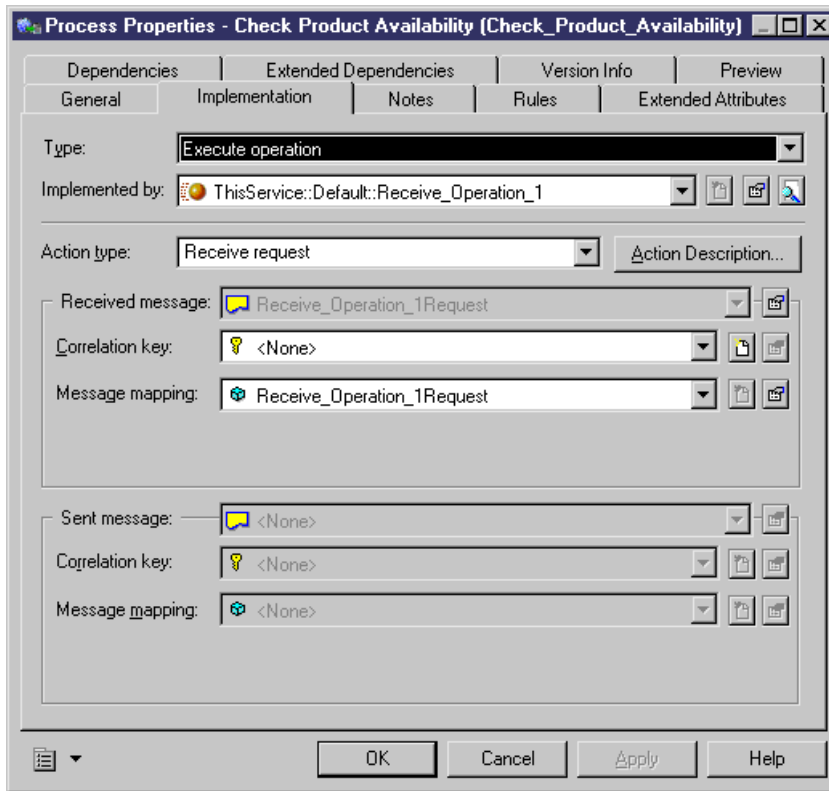 Process Properties - Check Product Availability (Check_Product_Availability)
Dependencies Extended Dependencies Version Info Preview
General Implementation Notes Rules Extended Attributes
Type: Execute operation
Implemented by: ThisService::Default::Receive_Operation_1
Action type: Receive request Action Description...
Received message: Receive_Operation_1Request
Correlation key: <None>
Message mapping: Receive_Operation_1Request
Sent message: <None>
Correlation key: <None>
Message mapping: <None>
OK Cancel Apply Help